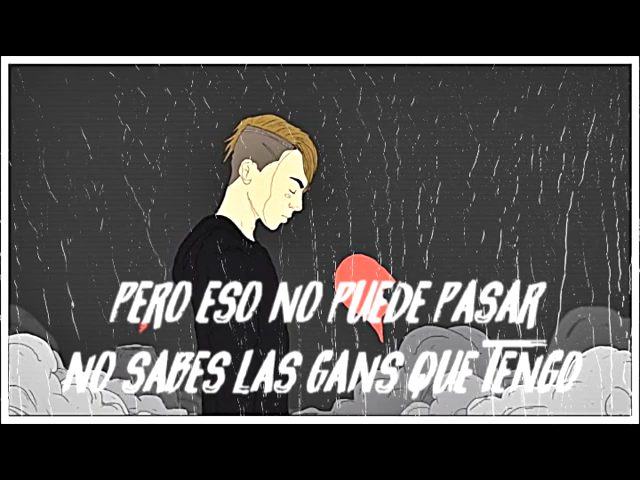 PERO ESO NO PUEDE PASAR
NO SABES LAS GANS QUE TENGO